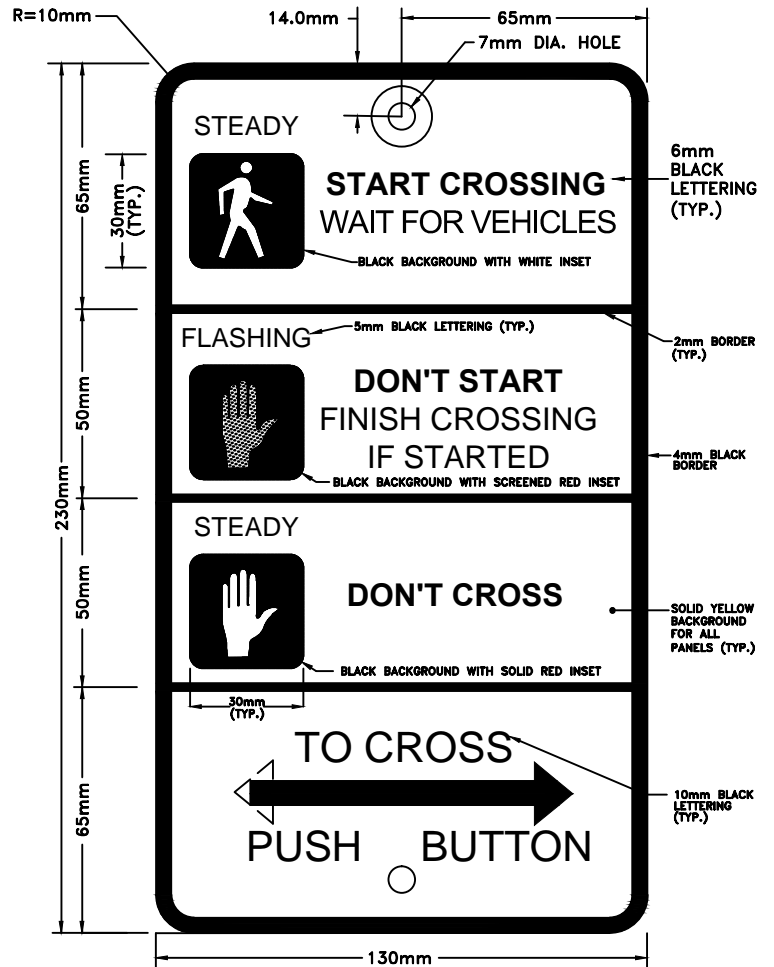 R=10mm
14.0mm
65mm
7mm DIA. HOLE
STEADY
65mm
30mm
(TYP.)
START CROSSING
WAIT FOR VEHICLES
6mm
BLACK
LETTERING
(TYP.)
BLACK BACKGROUND WITH WHITE INSET
FLASHING
5mm BLACK LETTERING (TYP.)
2mm BORDER
(TYP.)
50mm
DON'T START
FINISH CROSSING
IF STARTED
4mm BLACK
BORDER
BLACK BACKGROUND WITH SCREENED RED INSET
230mm
STEADY
50mm
DON'T CROSS
SOLID YELLOW
BACKGROUND
FOR ALL
PANELS (TYP.)
BLACK BACKGROUND WITH SOLID RED INSET
30mm
(TYP.)
TO CROSS
65mm
10mm BLACK
LETTERING
(TYP.)
PUSH BUTTON
130mm